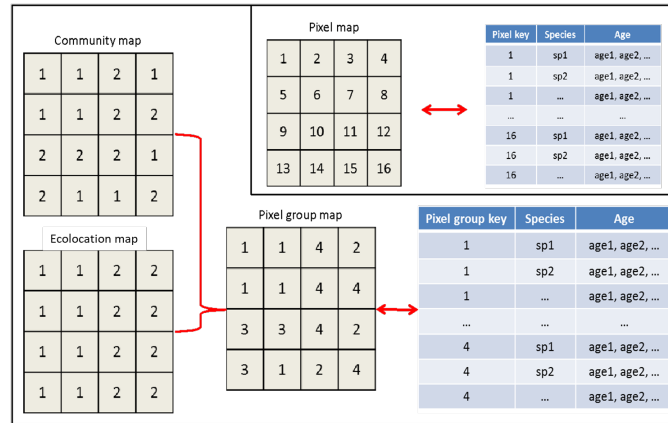 Community map
1 1 2 1
1 1 2 2
2 2 2 1
2 1 1 2
Ecolocation map
1 1 2 2
1 1 2 2
1 1 2 2
1 1 2 2
Pixel map
1 2 3 4
5 6 7 8
9 10 11 12
13 14 15 16
Pixel key Species Age
1 sp1 age1, age2, ...
1 sp2 age1, age2, ...
1 ... age1, age2, ...
... ... ...
16 sp1 age1, age2, ...
16 sp2 age1, age2, ...
16 ... age1, age2, ...
Pixel group map
1 1 4 2
1 1 4 4
3 3 4 2
3 1 2 4
Pixel group key Species Age
1 sp1 age1, age2, ...
1 sp2 age1, age2, ...
1 ... age1, age2, ...
... ... ...
4 sp1 age1, age2, ...
4 sp2 age1, age2, ...
4 ... age1, age2, ...